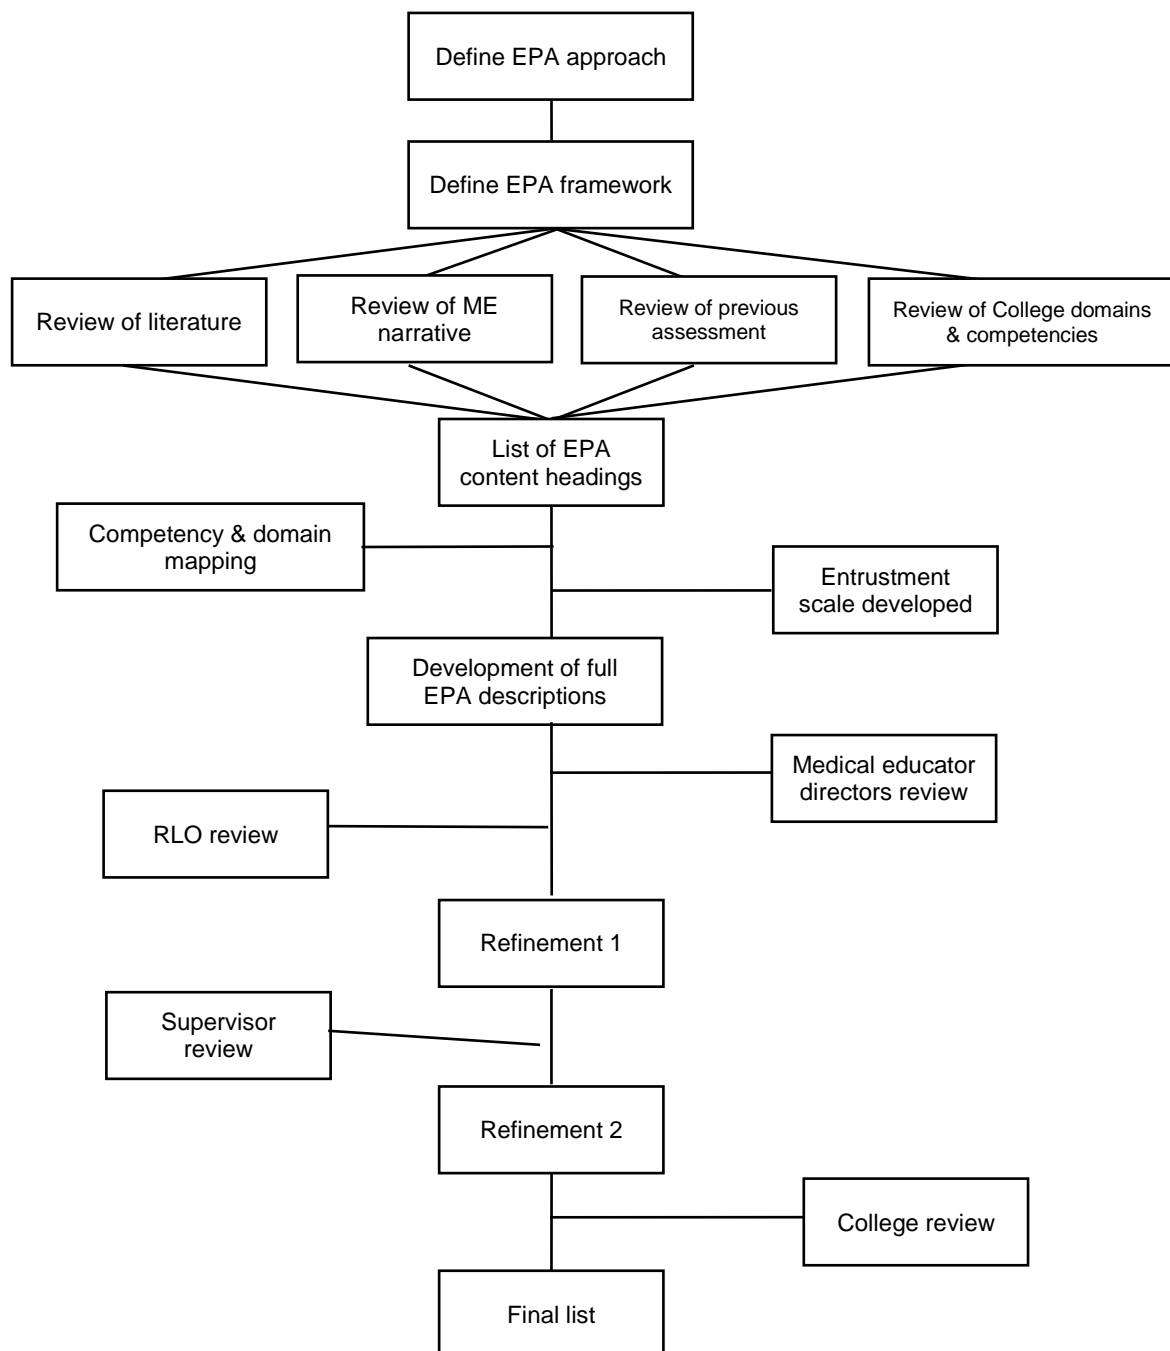 Define EPA approach
Define EPA framework
Review of literature
Review of ME
narrative
Review of previous
assessment
Review of College domains
& competencies
List of EPA
content headings
Competency & domain
mapping
Entrustment
scale developed
Development of full
EPA descriptions
Medical educator
directors review
RLO review
Refinement 1
Supervisor
review
Refinement 2
College review
Final list